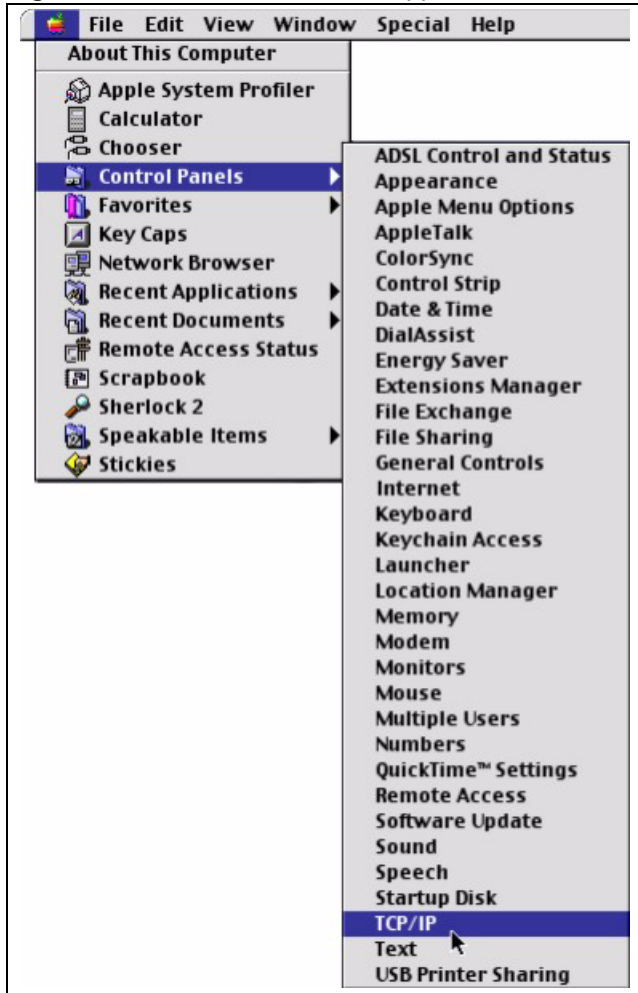 File Edit View Window Special Help
About This Computer
Apple System Profiler
Calculator
Chooser
Control Panels
Favorites
Key Caps
Network Browser
Recent Applications
Recent Documents
Remote Access Status
Scrapbook
Sherlock 2
Speakable Items
Stickies
ADSL Control and Status
Appearance
Apple Menu Options
AppleTalk
ColorSync
Control Strip
Date & Time
DialAssist
Energy Saver
Extensions Manager
File Exchange
File Sharing
General Controls
Internet
Keyboard
Keychain Access
Launcher
Location Manager
Memory
Modem
Monitors
Mouse
Multiple Users
Numbers
QuickTime™ Settings
Remote Access
Software Update
Sound
Speech
Startup Disk
TCP/IP
Text
USB Printer Sharing